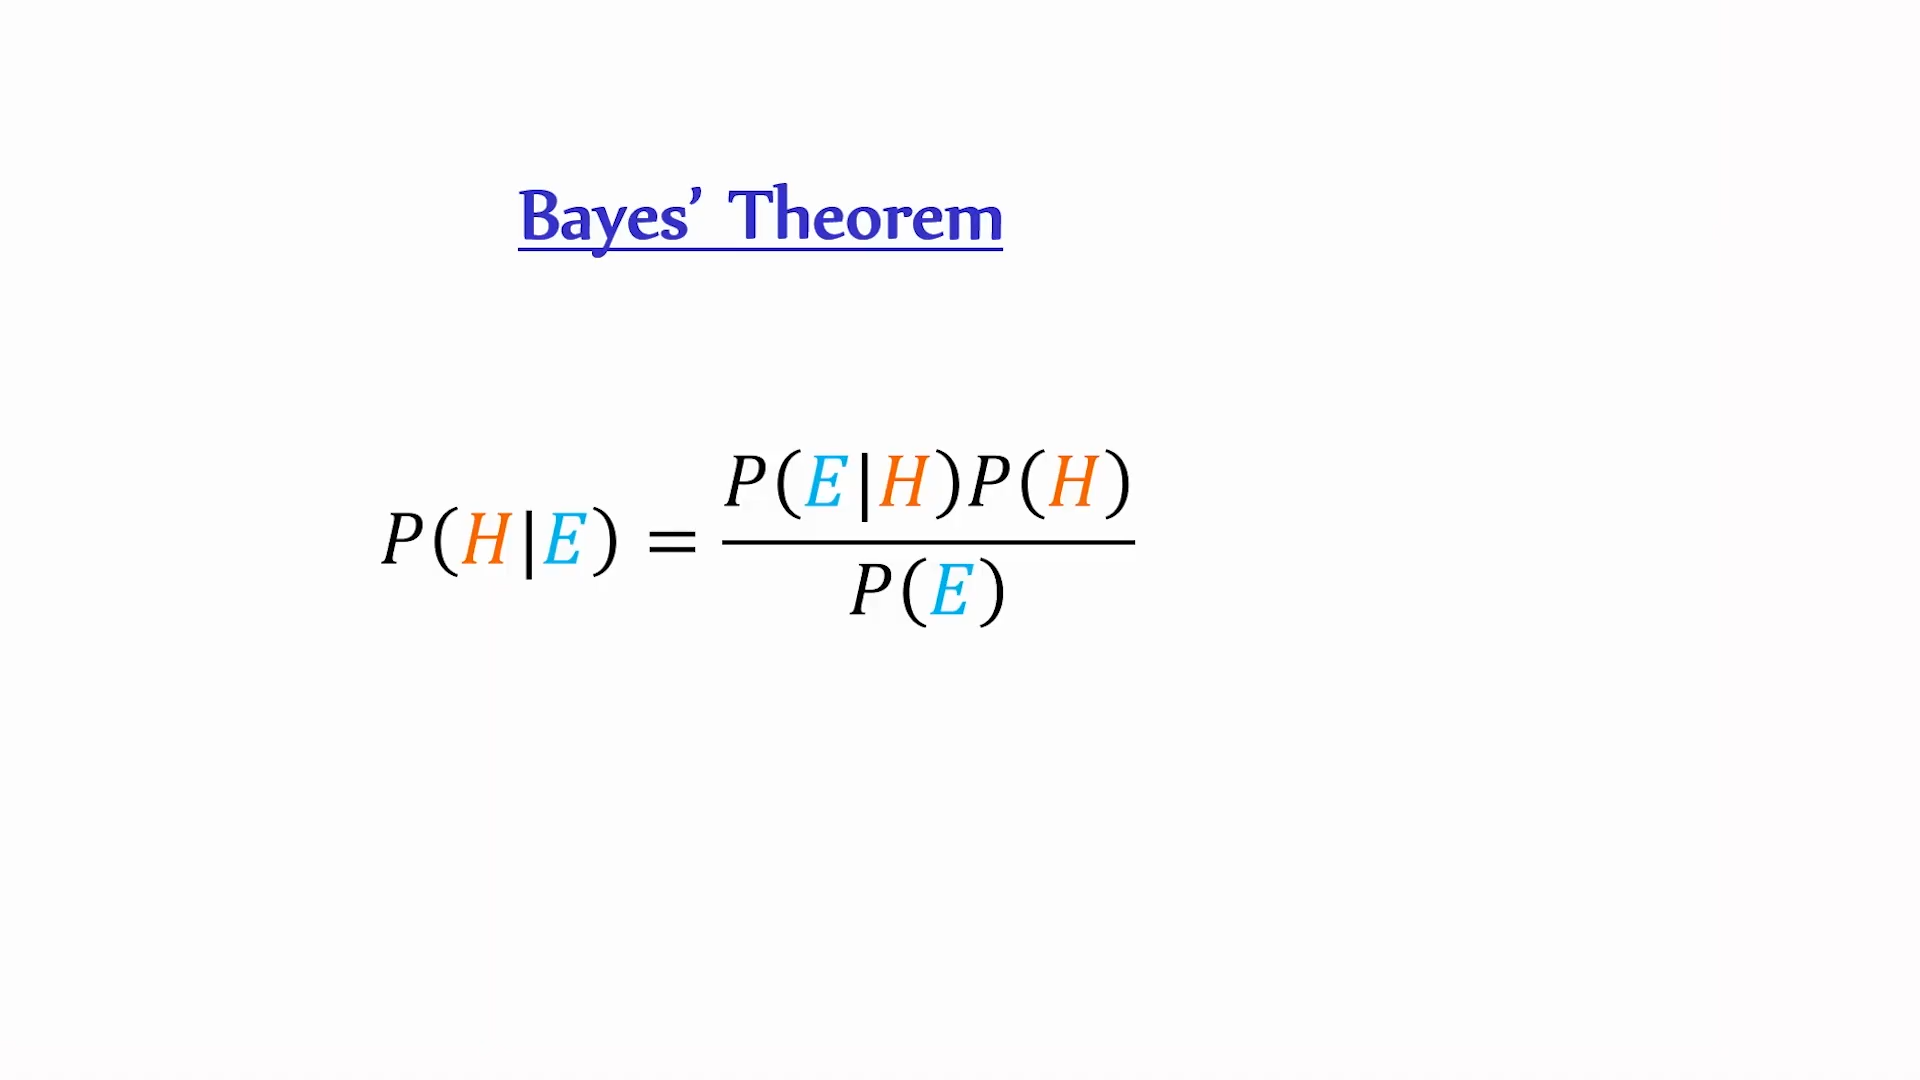 Bayes’ Theorem
P(H|E) = P(E|H)P(H) / P(E)